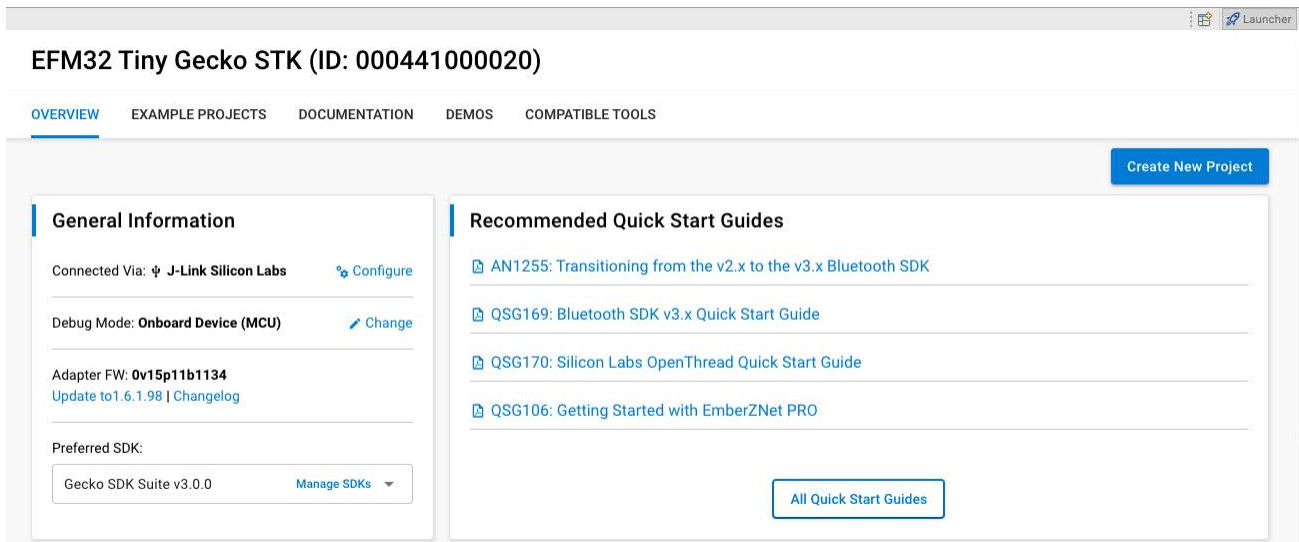 Launcher
EFM32 Tiny Gecko STK (ID: 000441000020)
OVERVIEW EXAMPLE PROJECTS DOCUMENTATION DEMOS COMPATIBLE TOOLS
Create New Project
General Information
Connected Via: J-Link Silicon Labs Configure
Debug Mode: Onboard Device (MCU) Change
Adapter FW: 0v15p11b1134
Update to1.6.1.98 | Changelog
Preferred SDK:
Gecko SDK Suite v3.0.0 Manage SDKs
Recommended Quick Start Guides
AN1255: Transitioning from the v2.x to the v3.x Bluetooth SDK
QSG169: Bluetooth SDK v3.x Quick Start Guide
QSG170: Silicon Labs OpenThread Quick Start Guide
QSG106: Getting Started with EmberZNet PRO
All Quick Start Guides